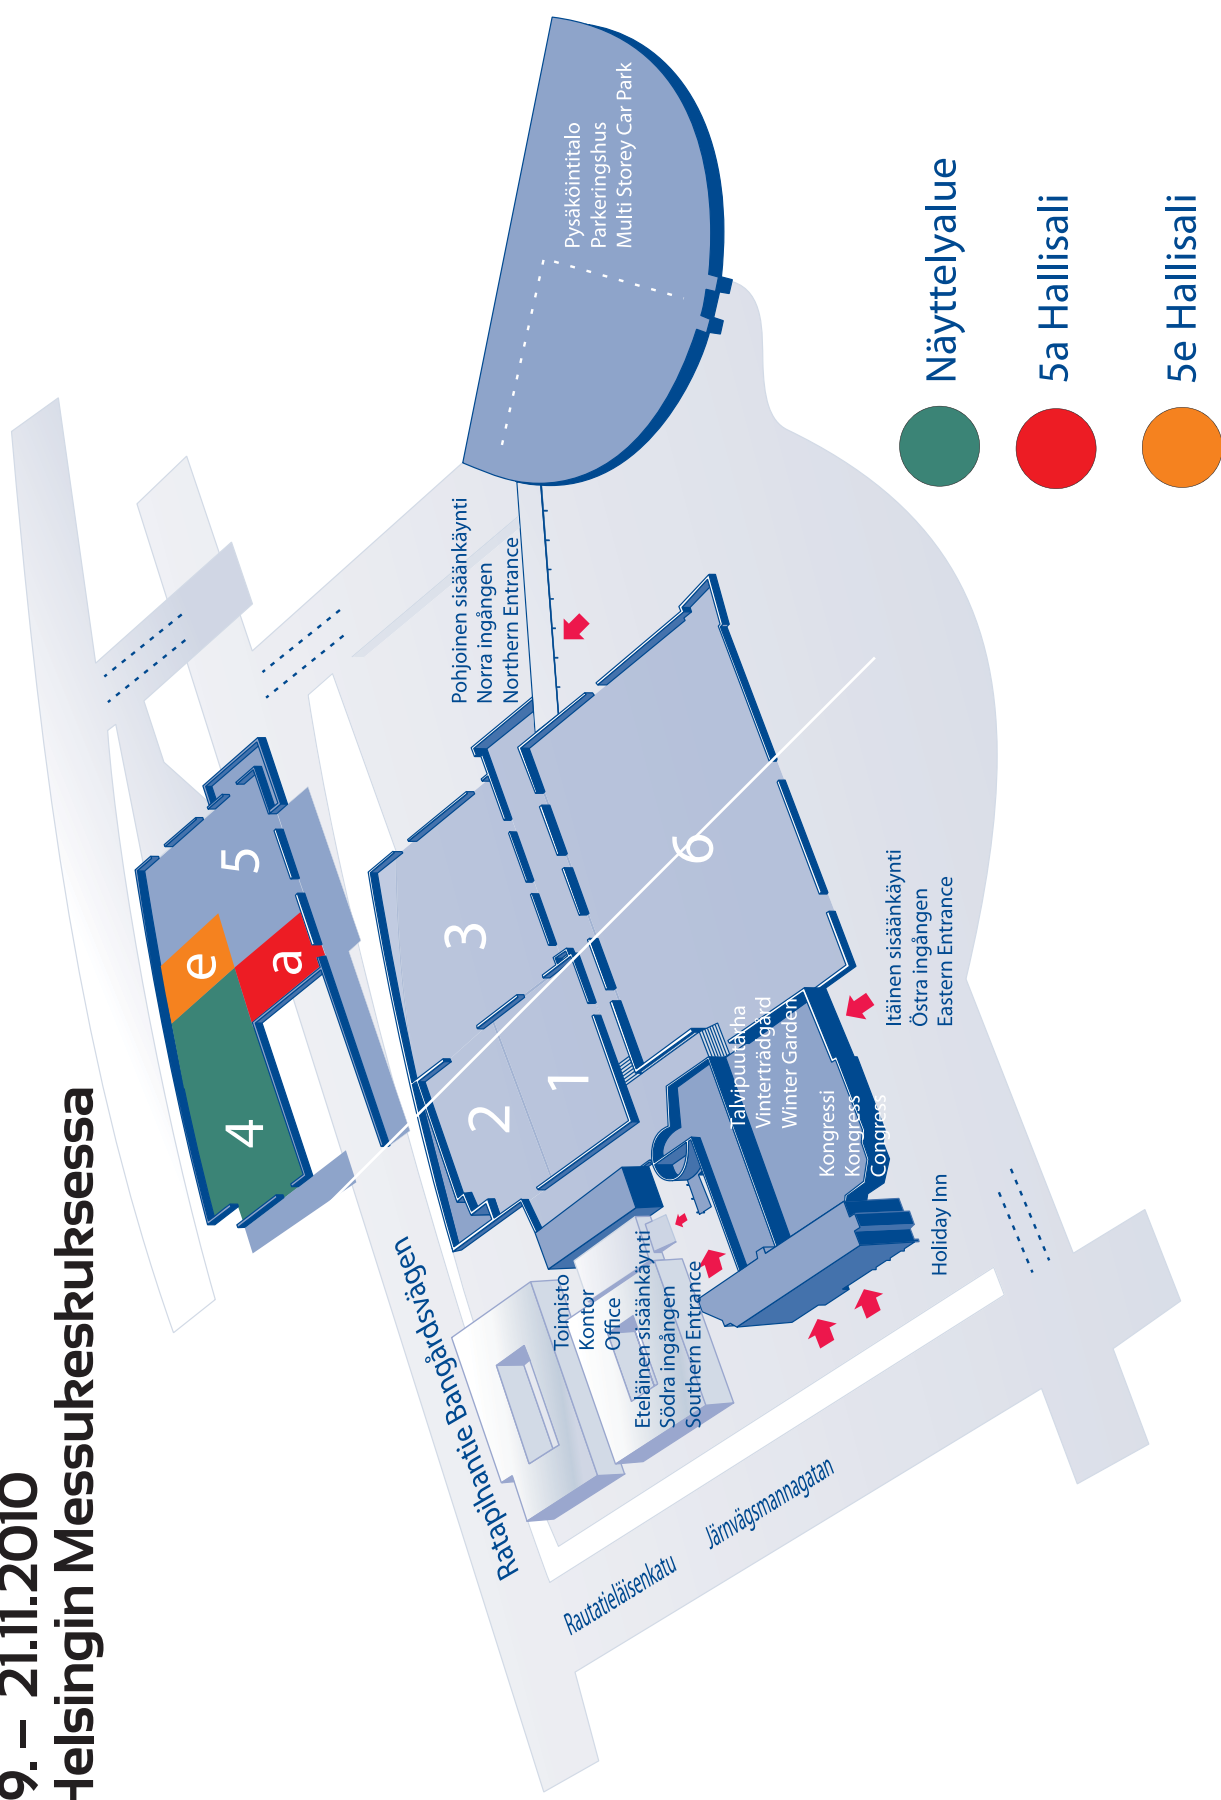 9. – 21.11.2010
Helsingin Messukeskuksessa
5
e
a
4
3
2
1
6
Pysäköintitalo
Parkeringshus
Multi Storey Car Park
Pohjoinen sisäänkäynti
Norra ingången
Northern Entrance
Ratapihantie Bangårdsvägen
Talvipuutarha
Vinterträdgård
Winter Garden
Kongressi
Kongress
Congress
Itäinen sisäänkäynti
Östra ingången
Eastern Entrance
Holiday Inn
Toimisto
Kontor
Office
Eteläinen sisäänkäynti
Södra ingången
Southern Entrance
Rautatieläisenkatu
Järnvägsmannagatan
Näyttelyalue
5a Hallisali
5e Hallisali